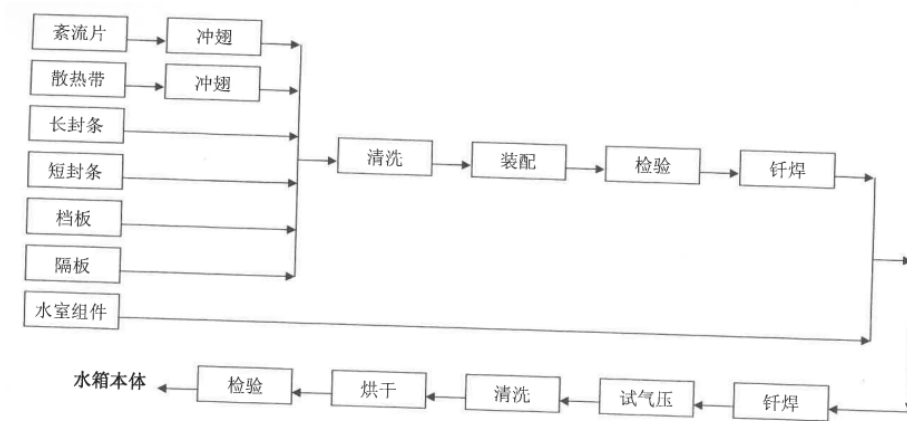 紊流片
冲翅
散热带
冲翅
长封条
短封条
档板
隔板
水室组件
清洗
装配
检验
钎焊
水箱本体
检验
烘干
清洗
试气压
钎焊